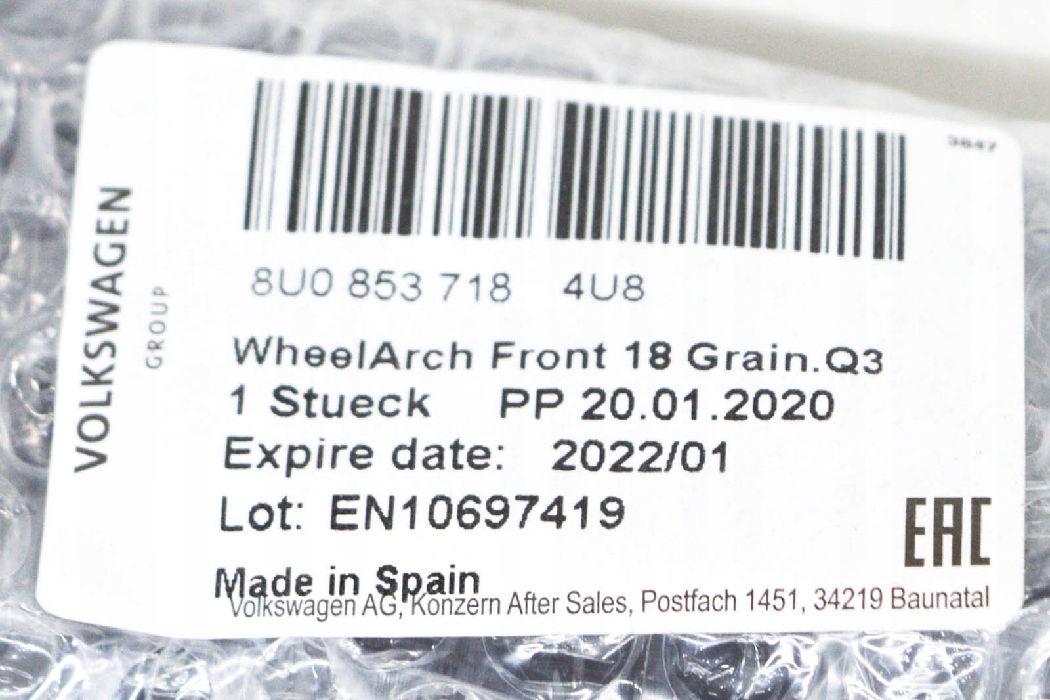 VOLKSWAGEN
GROUP
3647
8U0 853 718 4U8
WheelArch Front 18 Grain.Q3
1 Stueck PP 20.01.2020
Expire date: 2022/01
Lot: EN10697419
EAC
Made in Spain
Volkswagen AG, Konzern After Sales, Postfach 1451, 34219 Baunatal